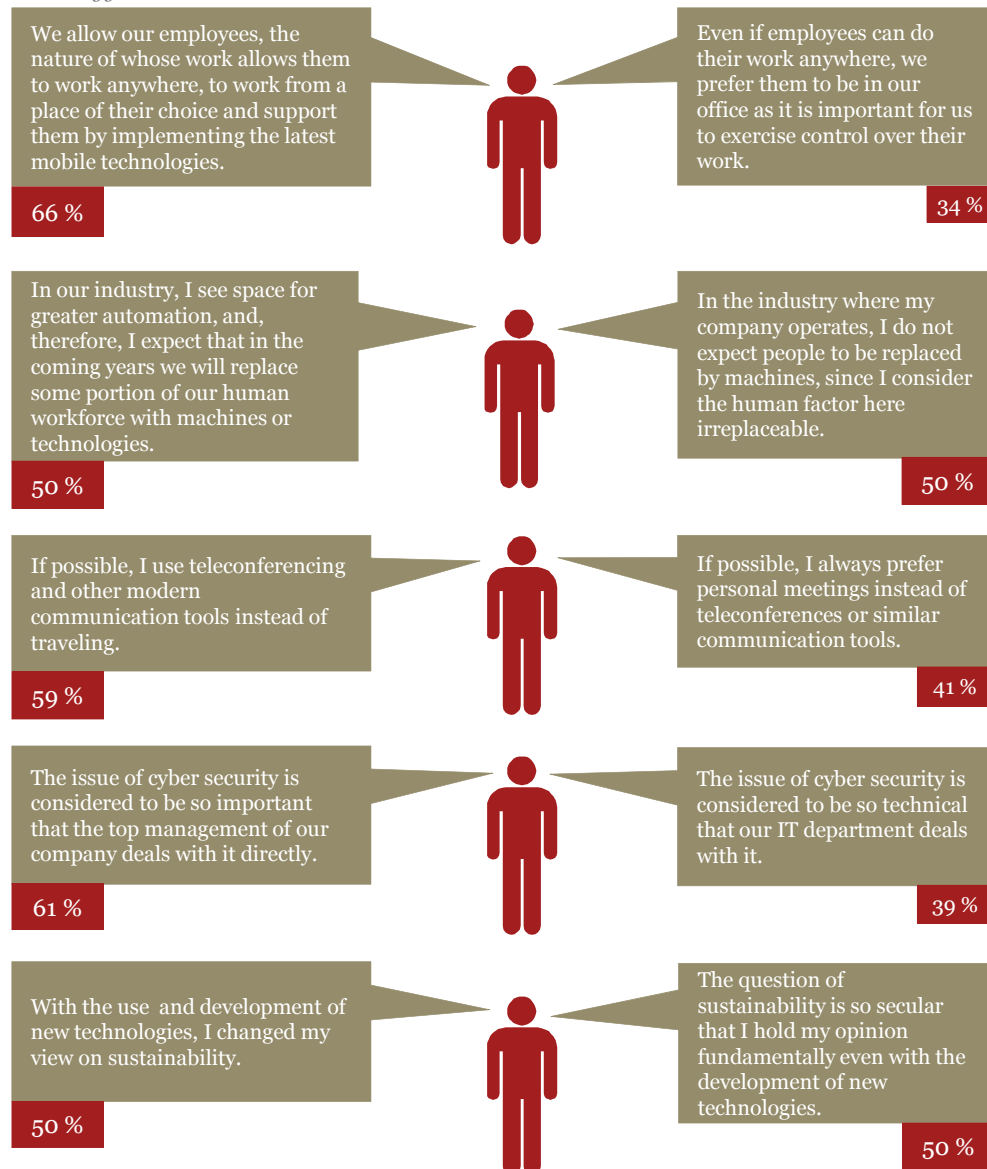 We allow our employees, the
nature of whose work allows them
to work anywhere, to work from a
place of their choice and support
them by implementing the latest
mobile technologies.
66 %
Even if employees can do
their work anywhere, we
prefer them to be in our
office as it is important for us
to exercise control over their
work.
34 %
In our industry, I see space for
greater automation, and,
therefore, I expect that in the
coming years we will replace
some portion of our human
workforce with machines or
technologies.
50 %
In the industry where my
company operates, I do not
expect people to be replaced
by machines, since I consider
the human factor here
irreplaceable.
50 %
If possible, I use teleconferencing
and other modern
communication tools instead of
traveling.
59 %
If possible, I always prefer
personal meetings instead of
teleconferences or similar
communication tools.
41 %
The issue of cyber security is
considered to be so important
that the top management of our
company deals with it directly.
61 %
The issue of cyber security is
considered to be so technical
that our IT department deals
with it.
39 %
With the use and development of
new technologies, I changed my
view on sustainability.
50 %
The question of
sustainability is so secular
that I hold my opinion
fundamentally even with the
development of new
technologies.
50 %